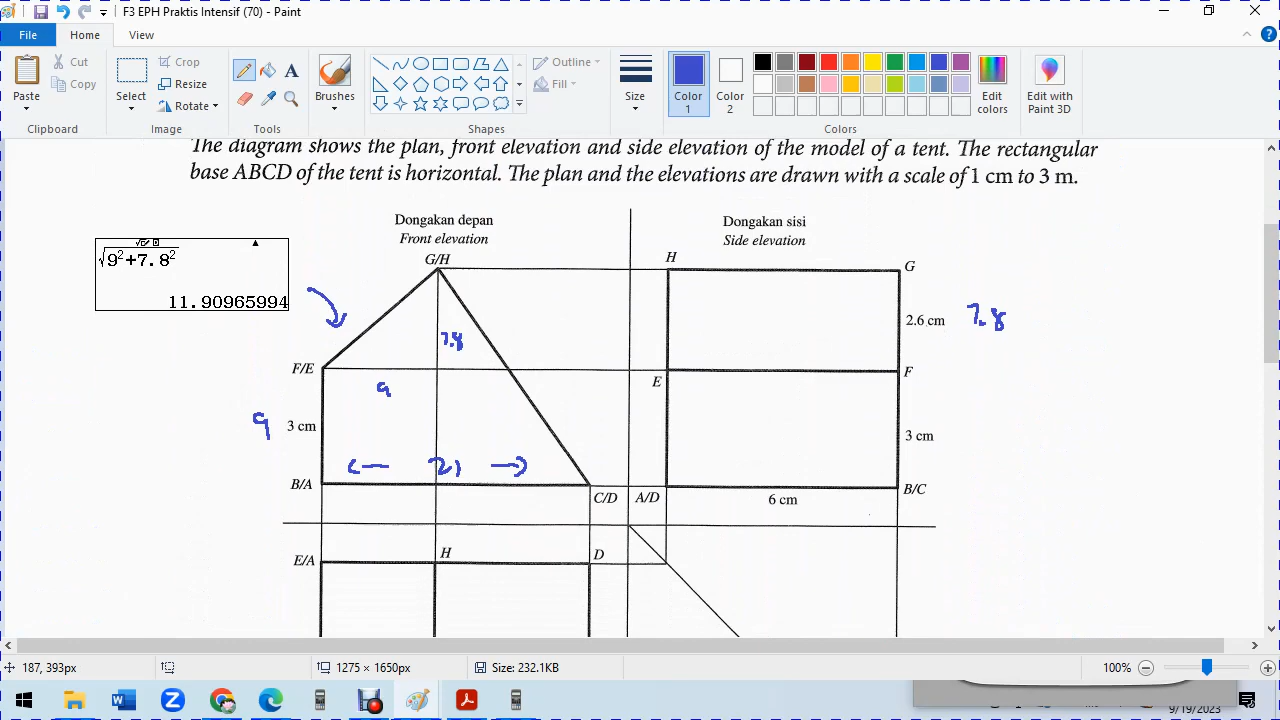 F3 EPH Praktis Intensif (70) - Paint
File Home View
Paste Cut Copy
Clipboard
Select Crop Resize Rotate
Image
A
Tools
Brushes
Outline Fill
Shapes
Size
Color 1 Color 2
Edit colors
Colors
Edit with Paint 3D
The diagram shows the plan, front elevation and side elevation of the model of a tent. The rectangular
base ABCD of the tent is horizontal. The plan and the elevations are drawn with a scale of 1 cm to 3 m.
Dongakan depan
Front elevation
Dongakan sisi
Side elevation
√9²+7.8²
11.90965994
G/H
H
G
7.8
2.6 cm
7.8
F/E
9
E
F
9
3 cm
3 cm
21
B/A
C/D
A/D
6 cm
B/C
E/A
H
D
187, 393px
1275 × 1650px
Size: 232.1KB
100%
9/19/2023